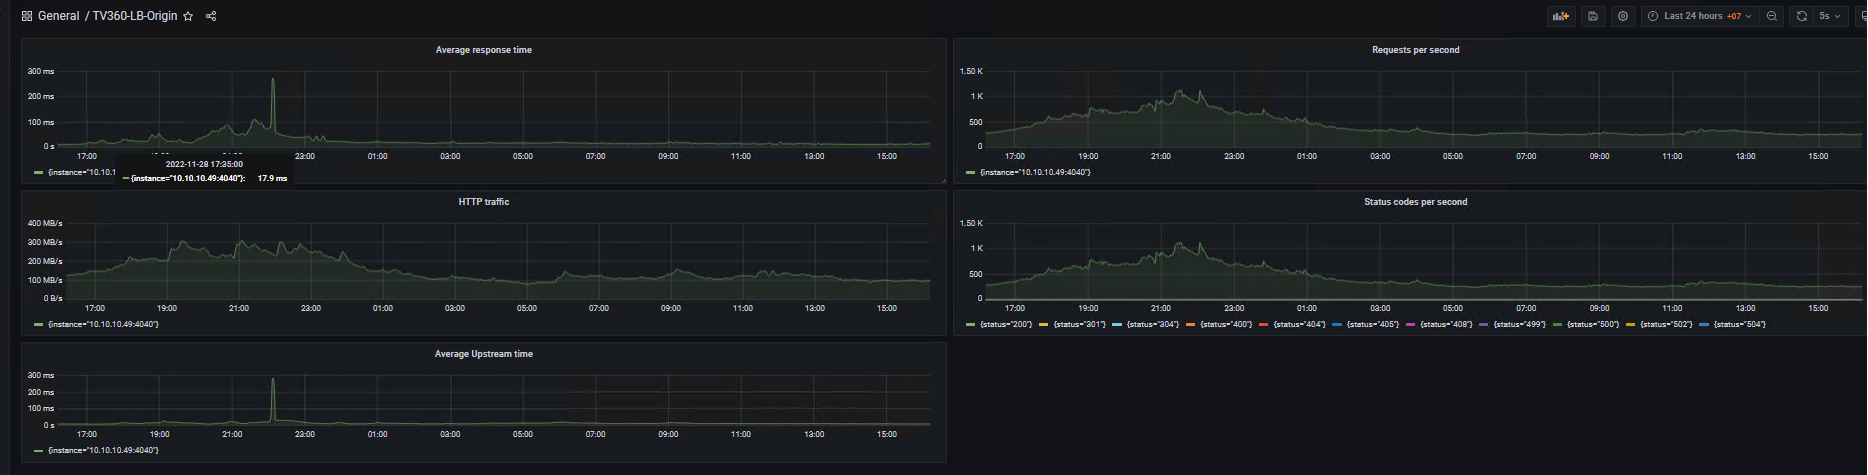 General / TV360-LB-Origin
Last 24 hours +07
5s
Average response time
300 ms
200 ms
100 ms
0 s
17:00 23:00 01:00 03:00 05:00 07:00 09:00 11:00 13:00 15:00
2022-11-28 17:35:00
{instance="10.10.10.49:4040"}: 17.9 ms
{instance="10.10.1
Requests per second
1.50 K
1 K
500
0
17:00 19:00 21:00 23:00 01:00 03:00 05:00 07:00 09:00 11:00 13:00 15:00
{instance="10.10.10.49:4040"}
HTTP traffic
400 MB/s
300 MB/s
200 MB/s
100 MB/s
0 B/s
17:00 19:00 21:00 23:00 01:00 03:00 05:00 07:00 09:00 11:00 13:00 15:00
{instance="10.10.10.49:4040"}
Status codes per second
1.50 K
1 K
500
0
17:00 19:00 21:00 23:00 01:00 03:00 05:00 07:00 09:00 11:00 13:00 15:00
{status="200"} {status="301"} {status="304"} {status="400"} {status="404"} {status="405"} {status="408"} {status="499"} {status="500"} {status="502"} {status="504"}
Average Upstream time
300 ms
200 ms
100 ms
0 s
17:00 19:00 21:00 23:00 01:00 03:00 05:00 07:00 09:00 11:00 13:00 15:00
{instance="10.10.10.49:4040"}